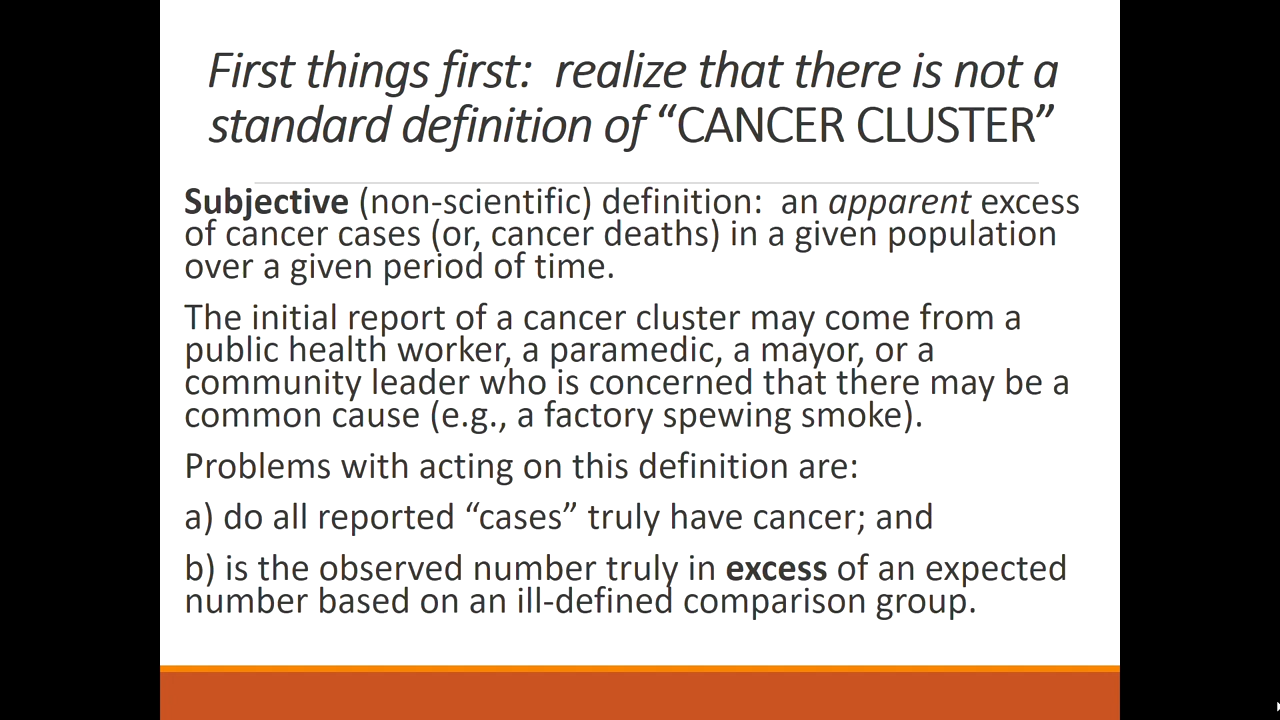 First things first:  realize that there is not a
standard definition of “CANCER CLUSTER”
Subjective (non-scientific) definition:  an apparent excess
of cancer cases (or, cancer deaths) in a given population
over a given period of time.
The initial report of a cancer cluster may come from a
public health worker, a paramedic, a mayor, or a
community leader who is concerned that there may be a
common cause (e.g., a factory spewing smoke).
Problems with acting on this definition are:
a) do all reported “cases” truly have cancer; and
b) is the observed number truly in excess of an expected
number based on an ill-defined comparison group.